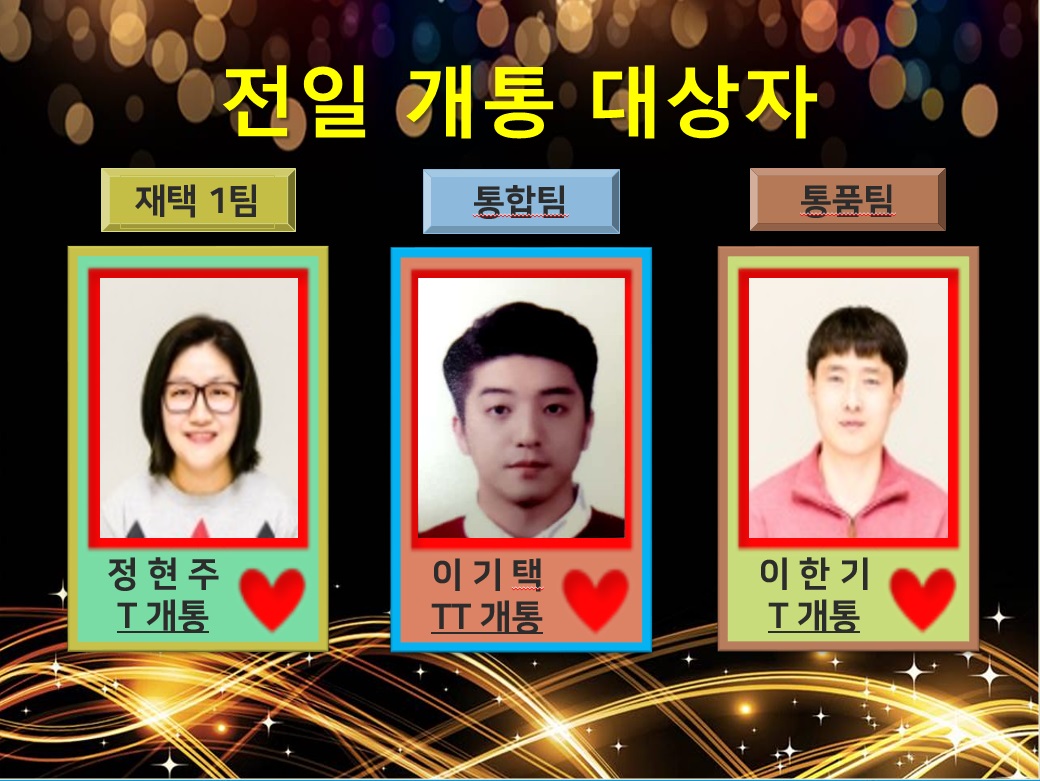 전일 개통 대상자
재택 1팀
통합팀
통품팀
정 현 주
T 개통
이 기 택
TT 개통
이 한 기
T 개통